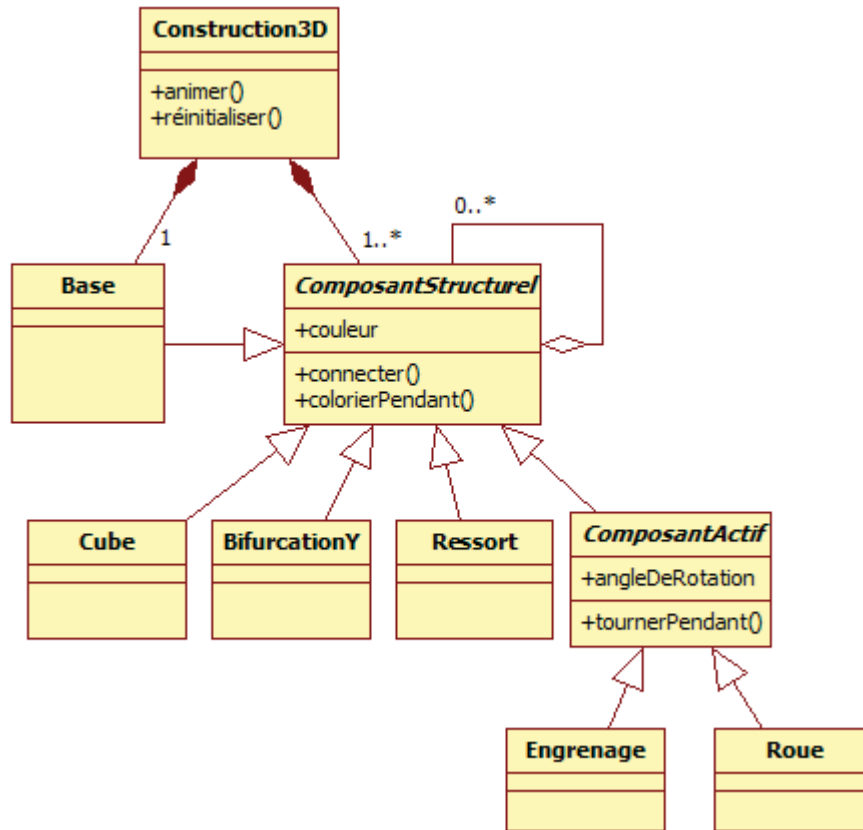 Construction3D
+animer()
+réinitialiser()
1
1..*
0..*
Base
ComposantStructurel
+couleur
+connecter()
+colorierPendant()
Cube
BifurcationY
Ressort
ComposantActif
+angleDeRotation
+tournerPendant()
Engrenage
Roue